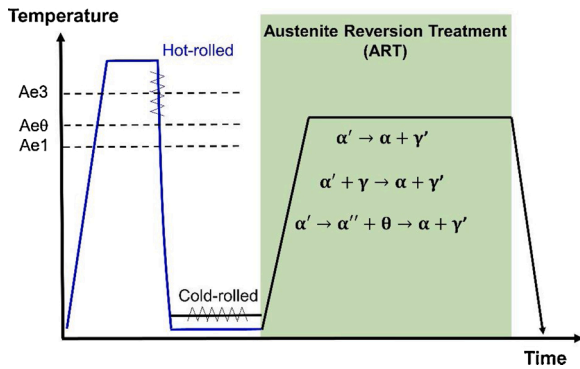 Temperature
Austenite Reversion Treatment
(ART)
Hot-rolled
Ae3
Aeθ
Ae1
α' → α + γ'
α' + γ → α + γ'
α' → α'' + θ → α + γ'
Cold-rolled
Time